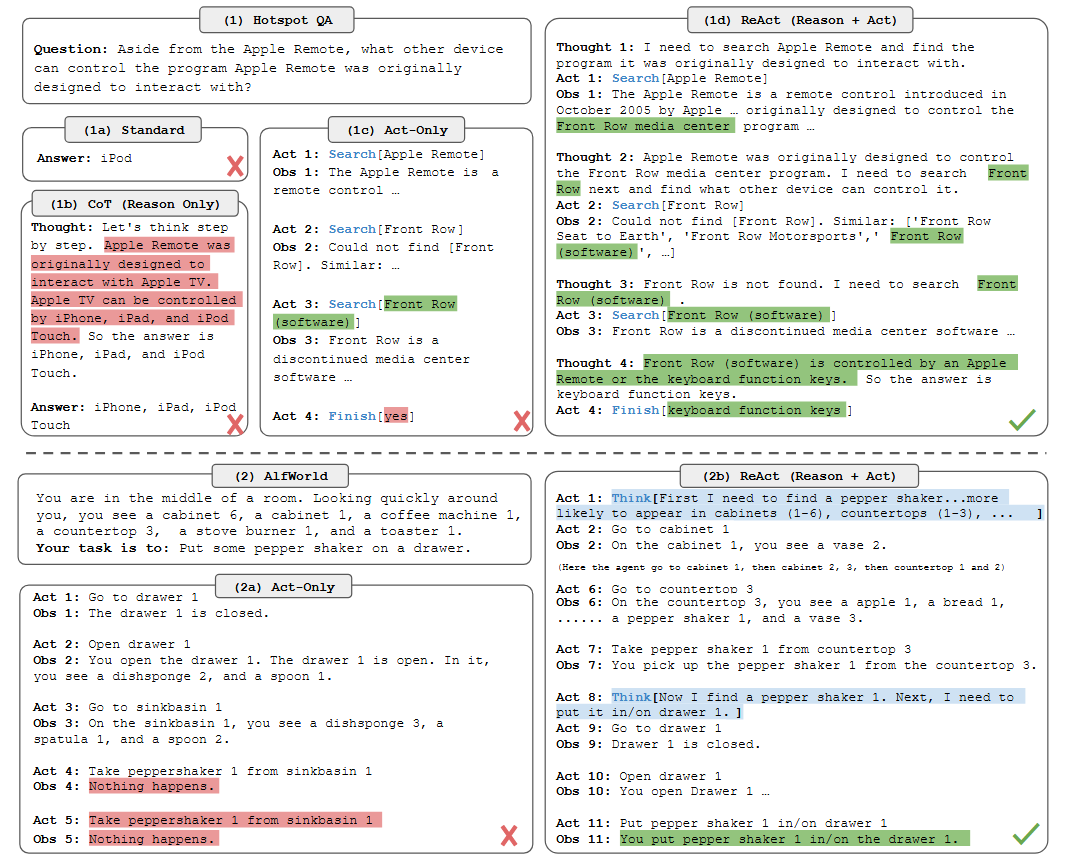 (1) Hotspot QA
Question: Aside from the Apple Remote, what other device
can control the program Apple Remote was originally
designed to interact with?
(1a) Standard
Answer: iPod
(1b) CoT (Reason Only)
Thought: Let's think step
by step. Apple Remote was
originally designed to
interact with Apple TV.
Apple TV can be controlled
by iPhone, iPad, and iPod
Touch. So the answer is
iPhone, iPad, and iPod
Touch.
Answer: iPhone, iPad, iPod
Touch
(1c) Act-Only
Act 1: Search[Apple Remote]
Obs 1: The Apple Remote is a
remote control …
Act 2: Search[Front Row]
Obs 2: Could not find [Front
Row]. Similar: …
Act 3: Search[Front Row
(software)]
Obs 3: Front Row is a
discontinued media center
software …
Act 4: Finish[yes]
(1d) ReAct (Reason + Act)
Thought 1: I need to search Apple Remote and find the
program it was originally designed to interact with.
Act 1: Search[Apple Remote]
Obs 1: The Apple Remote is a remote control introduced in
October 2005 by Apple … originally designed to control the
Front Row media center program …
Thought 2: Apple Remote was originally designed to control
the Front Row media center program. I need to search Front
Row next and find what other device can control it.
Act 2: Search[Front Row]
Obs 2: Could not find [Front Row]. Similar: ['Front Row
Seat to Earth', 'Front Row Motorsports',' Front Row
(software)', …]
Thought 3: Front Row is not found. I need to search Front
Row (software) .
Act 3: Search[Front Row (software) ]
Obs 3: Front Row is a discontinued media center software …
Thought 4: Front Row (software) is controlled by an Apple
Remote or the keyboard function keys. So the answer is
keyboard function keys.
Act 4: Finish[keyboard function keys ]
(2) AlfWorld
You are in the middle of a room. Looking quickly around
you, you see a cabinet 6, a cabinet 1, a coffee machine 1,
a countertop 3, a stove burner 1, and a toaster 1.
Your task is to: Put some pepper shaker on a drawer.
(2a) Act-Only
Act 1: Go to drawer 1
Obs 1: The drawer 1 is closed.
Act 2: Open drawer 1
Obs 2: You open the drawer 1. The drawer 1 is open. In it,
you see a dishsponge 2, and a spoon 1.
Act 3: Go to sinkbasin 1
Obs 3: On the sinkbasin 1, you see a dishsponge 3, a
spatula 1, and a spoon 2.
Act 4: Take peppershaker 1 from sinkbasin 1
Obs 4: Nothing happens.
Act 5: Take peppershaker 1 from sinkbasin 1
Obs 5: Nothing happens.
(2b) ReAct (Reason + Act)
Act 1: Think[First I need to find a pepper shaker...more
likely to appear in cabinets (1-6), countertops (1-3), ... ]
Act 2: Go to cabinet 1
Obs 2: On the cabinet 1, you see a vase 2.
(Here the agent go to cabinet 1, then cabinet 2, 3, then countertop 1 and 2)
Act 6: Go to countertop 3
Obs 6: On the countertop 3, you see a apple 1, a bread 1,
...... a pepper shaker 1, and a vase 3.
Act 7: Take pepper shaker 1 from countertop 3
Obs 7: You pick up the pepper shaker 1 from the countertop 3.
Act 8: Think[Now I find a pepper shaker 1. Next, I need to
put it in/on drawer 1. ]
Act 9: Go to drawer 1
Obs 9: Drawer 1 is closed.
Act 10: Open drawer 1
Obs 10: You open Drawer 1 …
Act 11: Put pepper shaker 1 in/on drawer 1
Obs 11: You put pepper shaker 1 in/on the drawer 1.